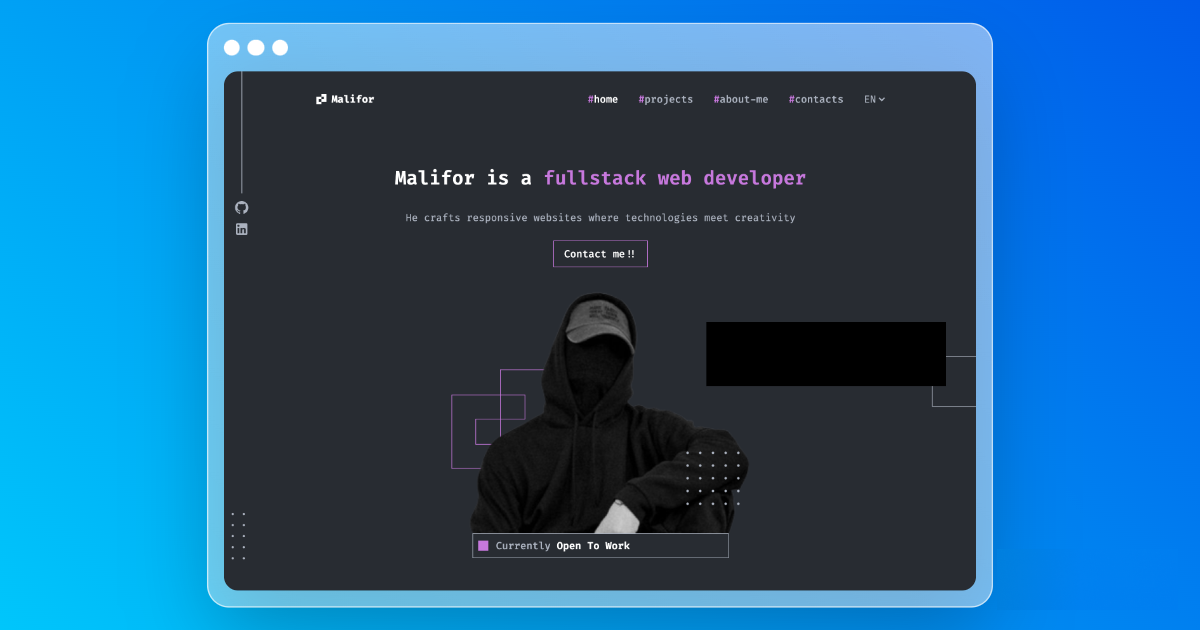 Malifor
#home #projects #about-me #contacts EN
Malifor is a fullstack web developer
He crafts responsive websites where technologies meet creativity
Contact me!!
Currently Open To Work